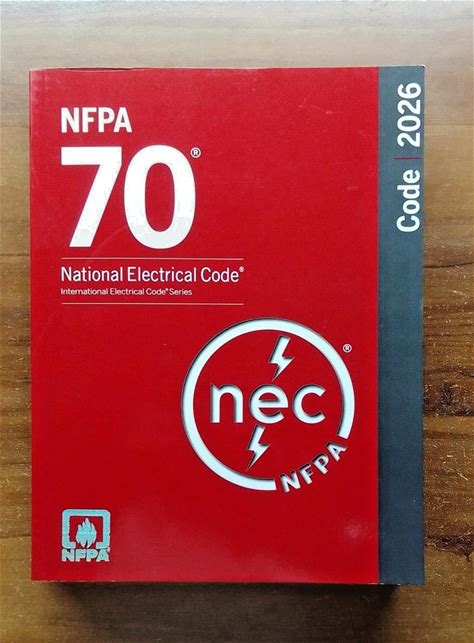 NFPA
70®
National Electrical Code®
International Electrical Code® Series
Code | 2026
nec®
NFPA
NFPA